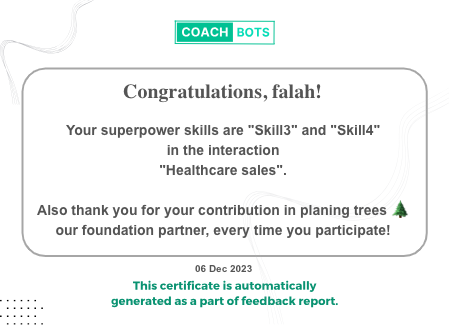 COACH BOTS
Congratulations, falah!
Your superpower skills are "Skill3" and "Skill4"
in the interaction
"Healthcare sales".
Also thank you for your contribution in planing trees 🌲
our foundation partner, every time you participate!
06 Dec 2023
This certificate is automatically
generated as a part of feedback report.